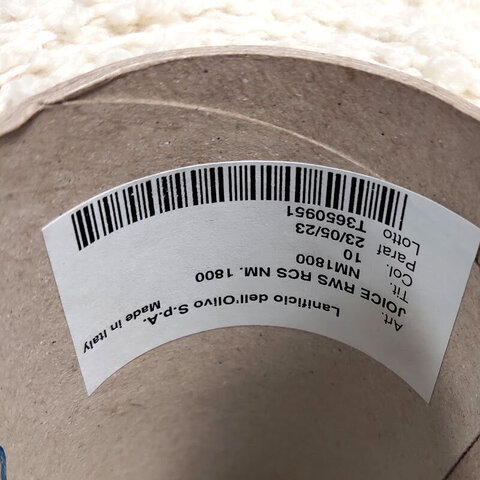 Lanificio dell'Olivo S.p.A.
Made in Italy
Art. JOICE RWS RCS NM. 1800
Tit. NM1800
Col. 10
Paraf 23/05/23
Lotto T3650951